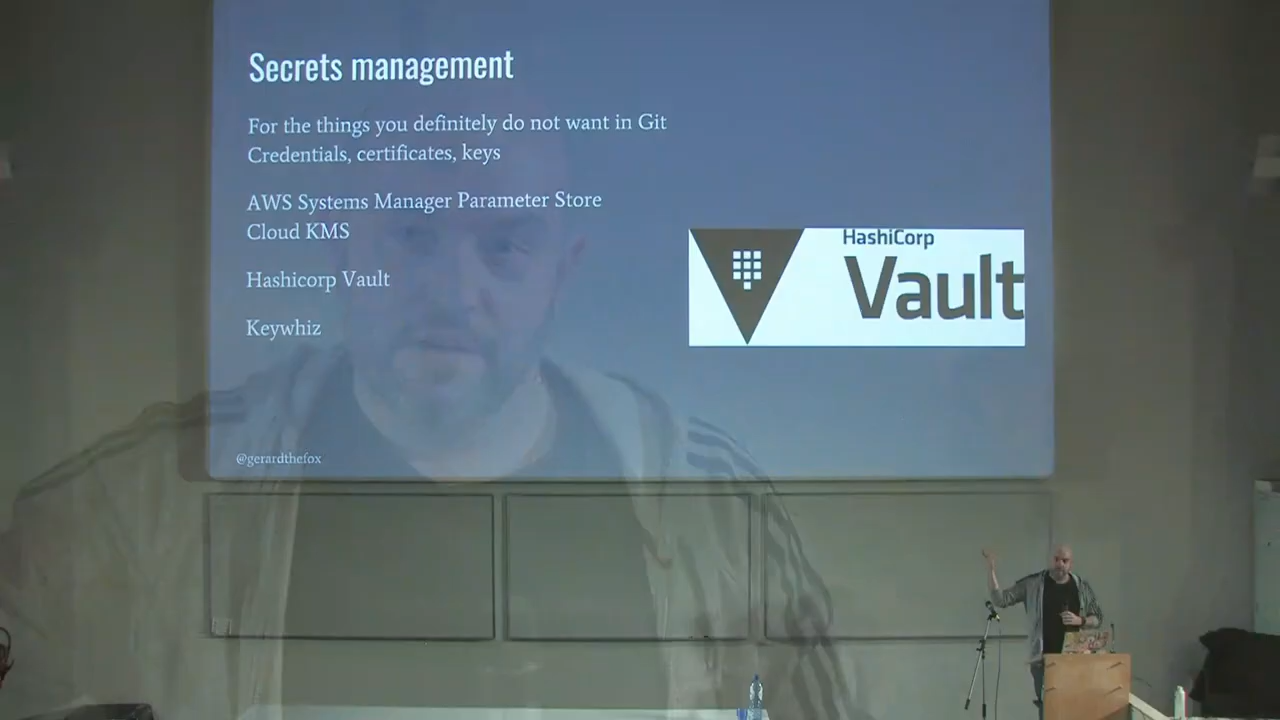 Secrets management
For the things you definitely do not want in Git
Credentials, certificates, keys
AWS Systems Manager Parameter Store
Cloud KMS
Hashicorp Vault
Keywhiz
HashiCorp
Vault
@gerardthefox